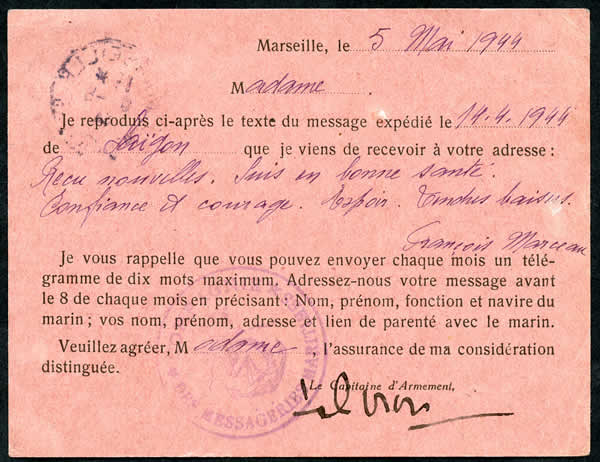 Marseille, le 5 Mai 1944
Madame
Je reproduis ci-après le texte du message expédié le 14.4.1944
de Saigon que je viens de recevoir à votre adresse :
Reçu nouvelles. Suis en bonne santé.
Confiance et courage. Espoir. Tendres baisers.
François Marceau
Je vous rappelle que vous pouvez envoyer chaque mois un télé-
gramme de dix mots maximum. Adressez-nous votre message avant
le 8 de chaque mois en précisant : Nom, prénom, fonction et navire du
marin ; vos nom, prénom, adresse et lien de parenté avec le marin.
Veuillez agréer, Madame, l'assurance de ma considération
distinguée.
Le Capitaine d'Armement,
DES MESSAGERIES